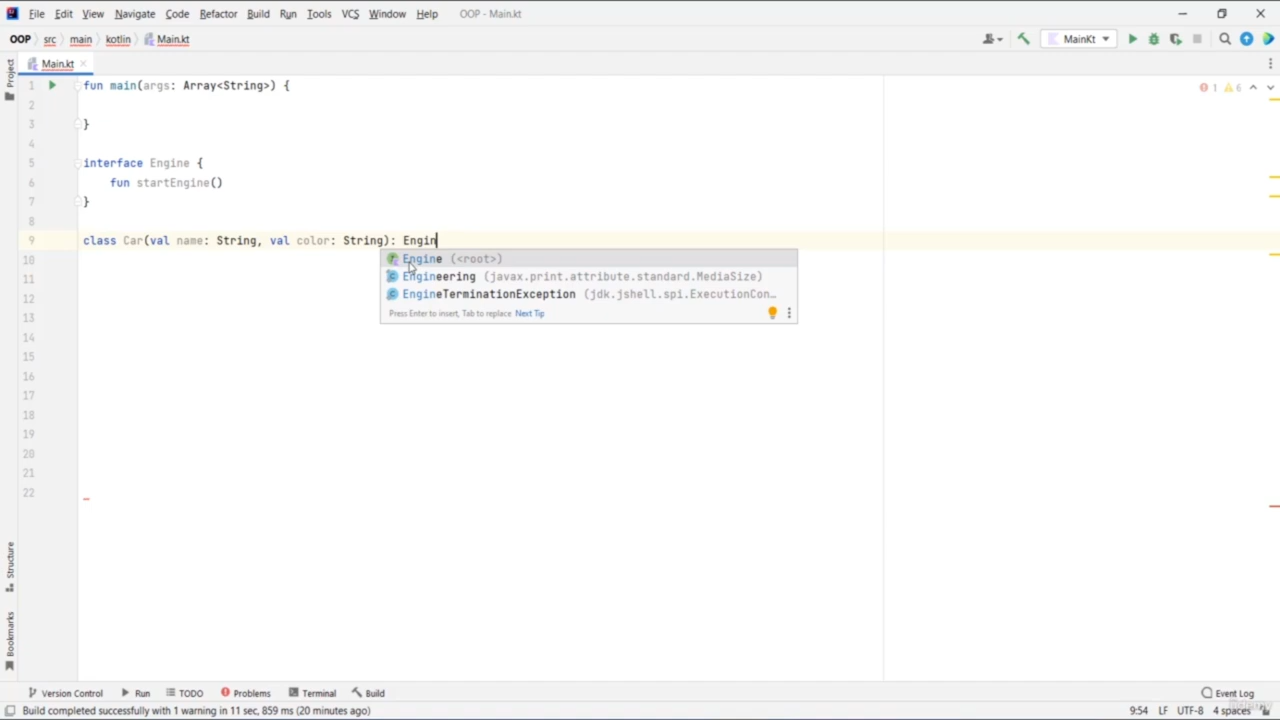 File Edit View Navigate Code Refactor Build Run Tools VCS Window Help OOP - Main.kt
OOP src main kotlin Main.kt MainKt
Main.kt
Project
1 fun main(args: Array<String>) { 1 6
2
3 }
4
5 interface Engine {
6 fun startEngine()
7 }
8
9 class Car(val name: String, val color: String): Engin
10 Engine (<root>)
11 Engineering (javax.print.attribute.standard.MediaSize)
12 EngineTerminationException (jdk.jshell.spi.ExecutionCon...
13 Press Enter to insert, Tab to replace Next Tip
14
15
16
17
18
19
20
21
22
Structure
Bookmarks
Version Control Run TODO Problems Terminal Build Event Log
Build completed successfully with 1 warning in 11 sec, 859 ms (20 minutes ago) 9:54 LF UTF-8 4 spaces